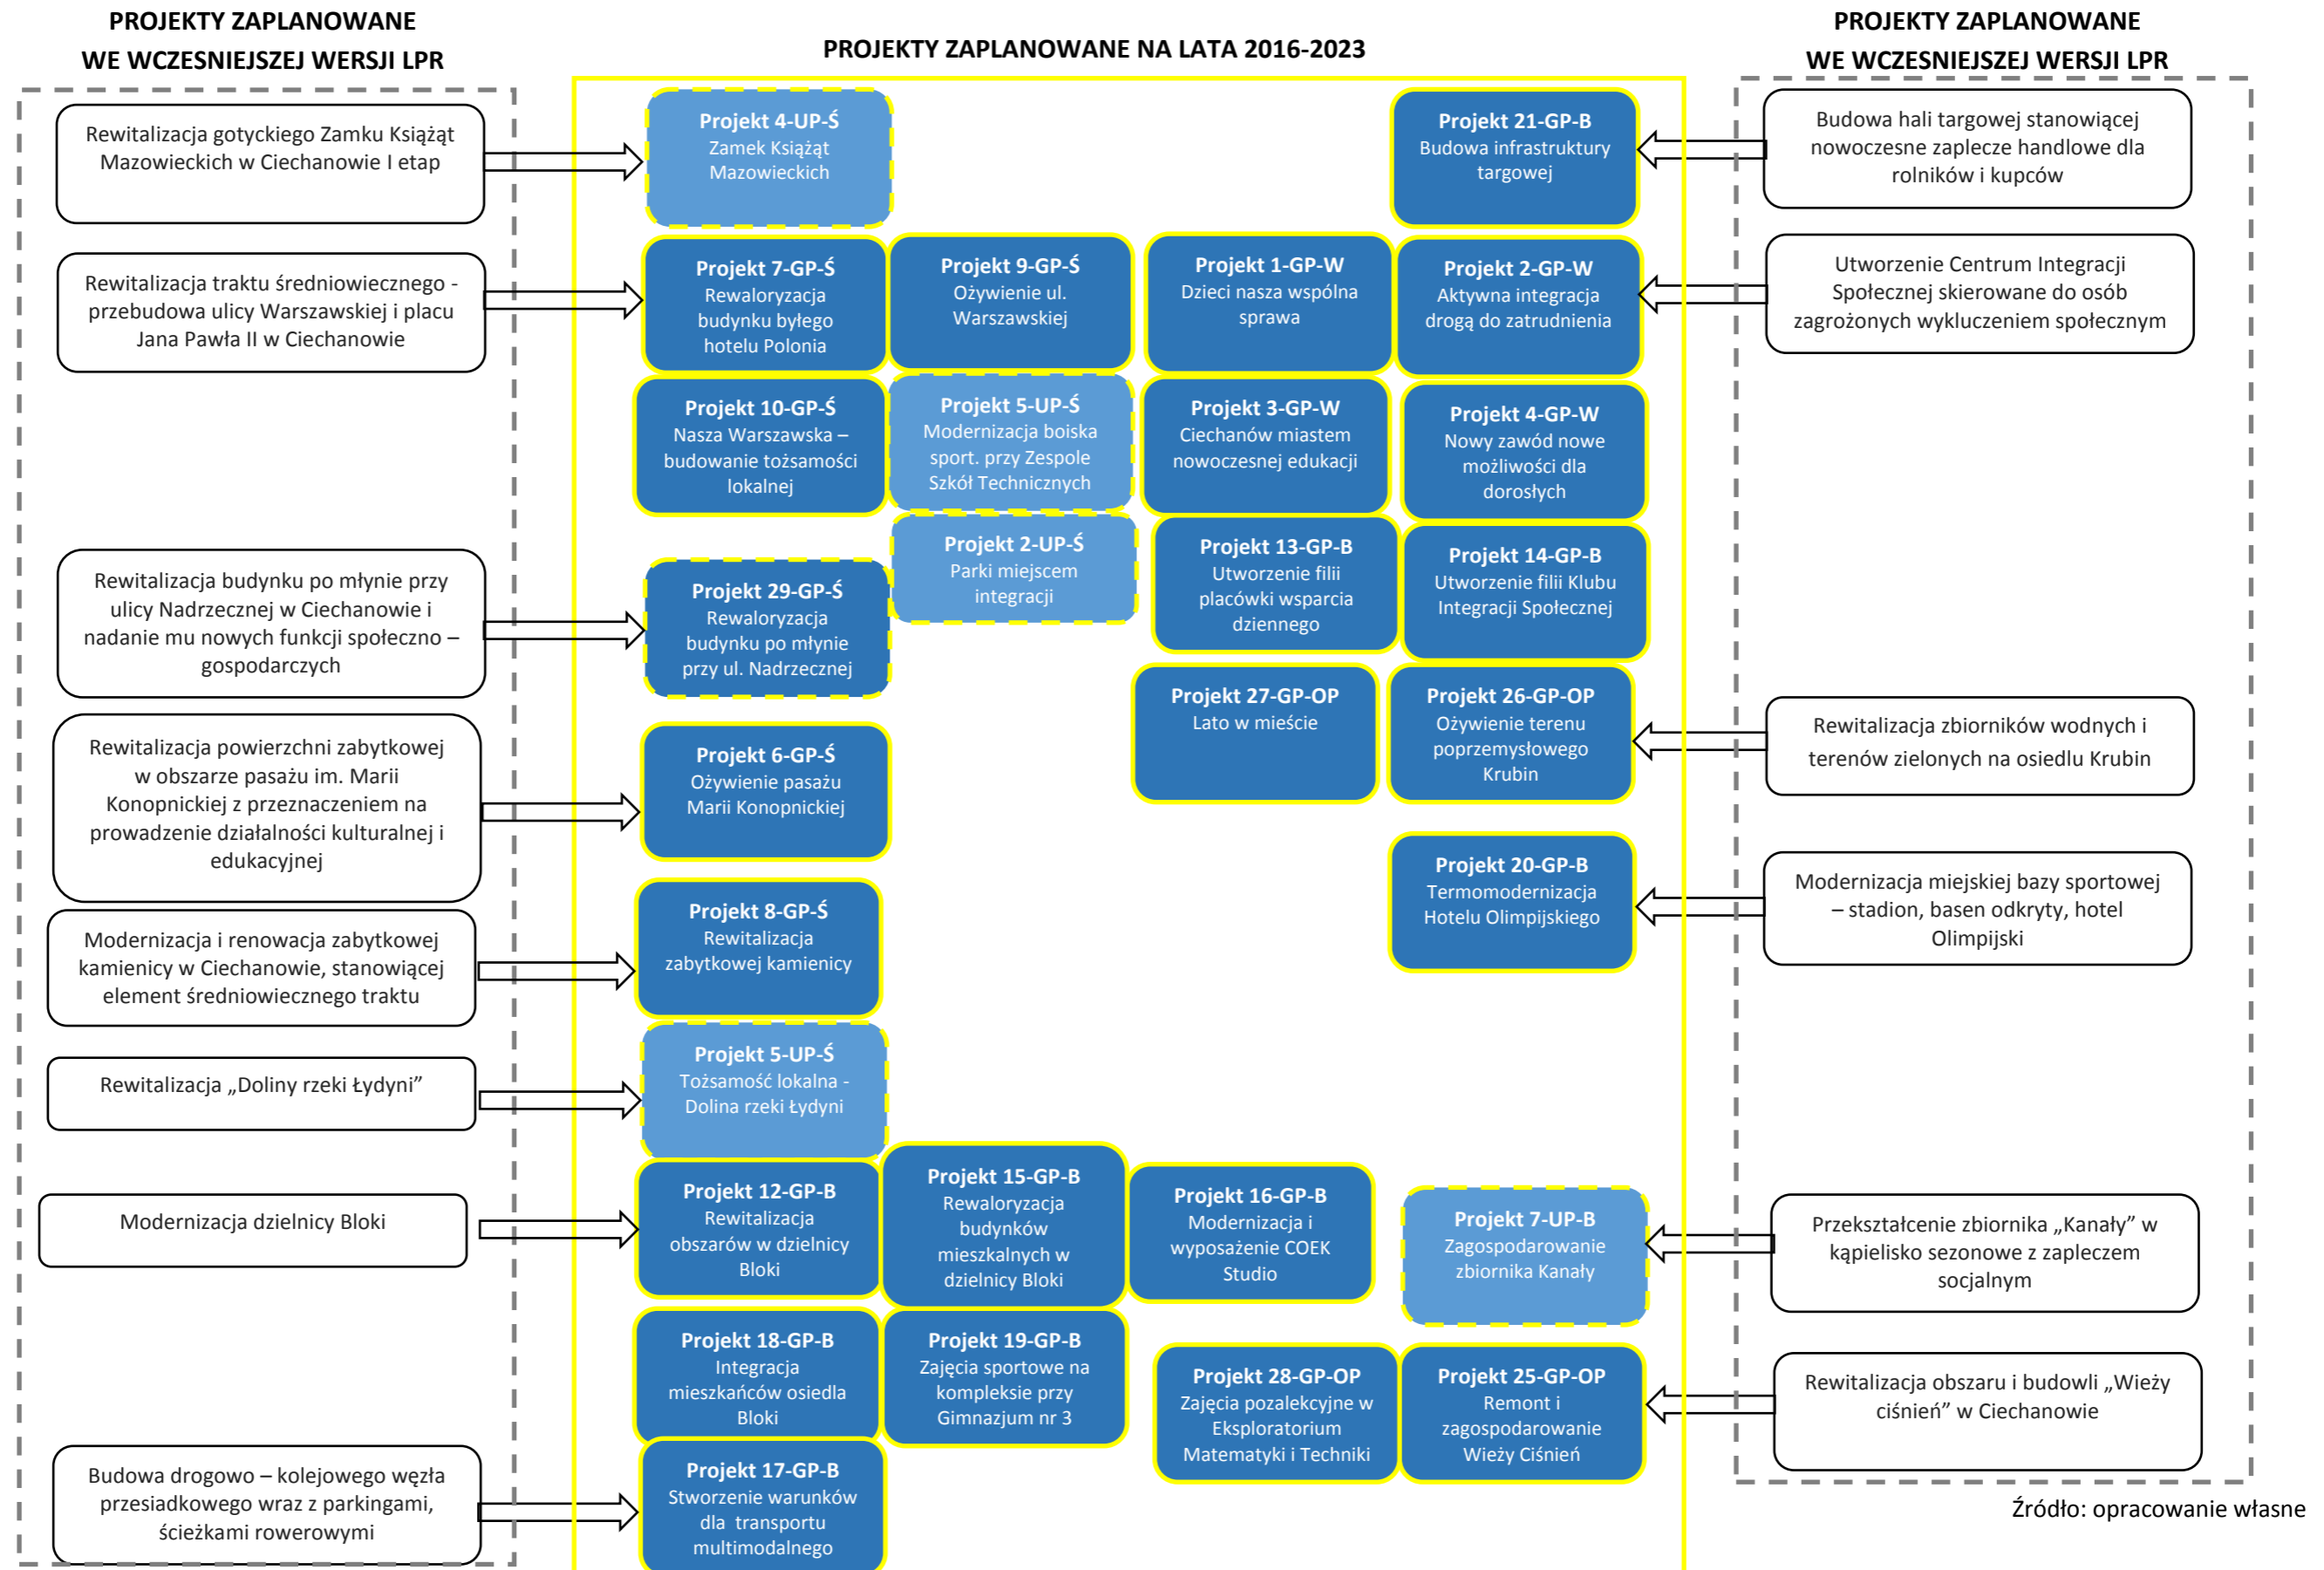 PROJEKTY ZAPLANOWANE
WE WCZESNIEJSZEJ WERSJI LPR
Rewitalizacja gotyckiego Zamku Książąt
Mazowieckich w Ciechanowie I etap
Rewitalizacja traktu średniowiecznego -
przebudowa ulicy Warszawskiej i placu
Jana Pawła II w Ciechanowie
Rewitalizacja budynku po młynie przy
ulicy Nadrzecznej w Ciechanowie i
nadanie mu nowych funkcji społeczno –
gospodarczych
Rewitalizacja powierzchni zabytkowej
w obszarze pasażu im. Marii
Konopnickiej z przeznaczeniem na
prowadzenie działalności kulturalnej i
edukacyjnej
Modernizacja i renowacja zabytkowej
kamienicy w Ciechanowie, stanowiącej
element średniowiecznego traktu
Rewitalizacja „Doliny rzeki Łydyni”
Modernizacja dzielnicy Bloki
Budowa drogowo – kolejowego węzła
przesiadkowego wraz z parkingami,
ścieżkami rowerowymi
PROJEKTY ZAPLANOWANE NA LATA 2016-2023
Projekt 4-UP-Ś
Zamek Książąt
Mazowieckich
Projekt 21-GP-B
Budowa infrastruktury
targowej
Projekt 7-GP-Ś
Rewaloryzacja
budynku byłego
hotelu Polonia
Projekt 9-GP-Ś
Ożywienie ul.
Warszawskiej
Projekt 1-GP-W
Dzieci nasza wspólna
sprawa
Projekt 2-GP-W
Aktywna integracja
drogą do zatrudnienia
Projekt 10-GP-Ś
Nasza Warszawska –
budowanie tożsamości
lokalnej
Projekt 5-UP-Ś
Modernizacja boiska
sport. przy Zespole
Szkół Technicznych
Projekt 3-GP-W
Ciechanów miastem
nowoczesnej edukacji
Projekt 4-GP-W
Nowy zawód nowe
możliwości dla
dorosłych
Projekt 29-GP-Ś
Rewaloryzacja
budynku po młynie
przy ul. Nadrzecznej
Projekt 2-UP-Ś
Parki miejscem
integracji
Projekt 13-GP-B
Utworzenie filii
placówki wsparcia
dziennego
Projekt 14-GP-B
Utworzenie filii Klubu
Integracji Społecznej
Projekt 27-GP-OP
Lato w mieście
Projekt 26-GP-OP
Ożywienie terenu
poprzemysłowego
Krubin
Projekt 6-GP-Ś
Ożywienie pasażu
Marii Konopnickiej
Projekt 20-GP-B
Termomodernizacja
Hotelu Olimpijskiego
Projekt 8-GP-Ś
Rewitalizacja
zabytkowej kamienicy
Projekt 5-UP-Ś
Tożsamość lokalna -
Dolina rzeki Łydyni
Projekt 12-GP-B
Rewitalizacja
obszarów w dzielnicy
Bloki
Projekt 15-GP-B
Rewaloryzacja
budynków
mieszkalnych w
dzielnicy Bloki
Projekt 16-GP-B
Modernizacja i
wyposażenie COEK
Studio
Projekt 7-UP-B
Zagospodarowanie
zbiornika Kanały
Projekt 18-GP-B
Integracja
mieszkańców osiedla
Bloki
Projekt 19-GP-B
Zajęcia sportowe na
kompleksie przy
Gimnazjum nr 3
Projekt 28-GP-OP
Zajęcia pozalekcyjne w
Eksploratorium
Matematyki i Techniki
Projekt 25-GP-OP
Remont i
zagospodarowanie
Wieży Ciśnień
Projekt 17-GP-B
Stworzenie warunków
dla transportu
multimodalnego
PROJEKTY ZAPLANOWANE
WE WCZESNIEJSZEJ WERSJI LPR
Budowa hali targowej stanowiącej
nowoczesne zaplecze handlowe dla
rolników i kupców
Utworzenie Centrum Integracji
Społecznej skierowane do osób
zagrożonych wykluczeniem społecznym
Rewitalizacja zbiorników wodnych i
terenów zielonych na osiedlu Krubin
Modernizacja miejskiej bazy sportowej
– stadion, basen odkryty, hotel
Olimpijski
Przekształcenie zbiornika „Kanały” w
kąpielisko sezonowe z zapleczem
socjalnym
Rewitalizacja obszaru i budowli „Wieży
ciśnień” w Ciechanowie
Źródło: opracowanie własne